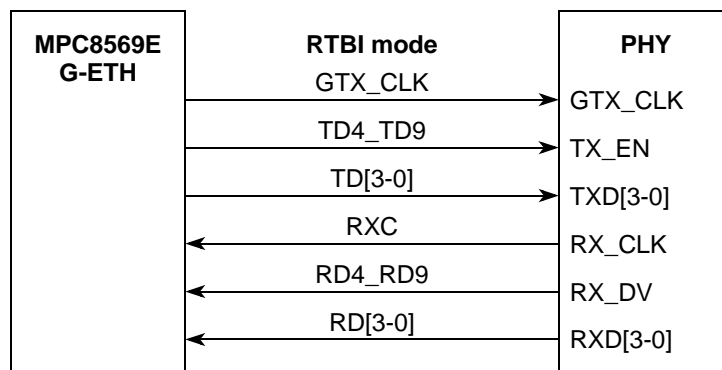 MPC8569E
G-ETH
RTBI mode
PHY
GTX_CLK
GTX_CLK
TD4_TD9
TX_EN
TD[3-0]
TXD[3-0]
RXC
RX_CLK
RD4_RD9
RX_DV
RD[3-0]
RXD[3-0]